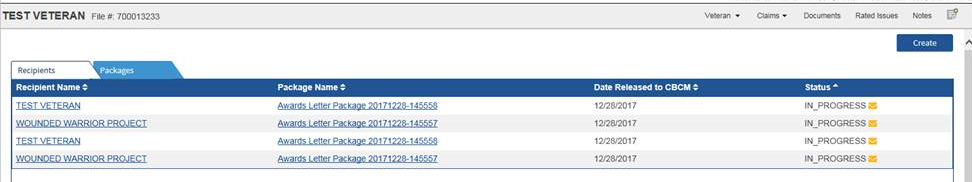 TEST VETERAN File #: 700013233 Veteran Claims Documents Rated Issues Notes
Create
Recipients Packages
Recipient Name Package Name Date Released to CBCM Status
TEST VETERAN Awards Letter Package 20171228-145558 12/28/2017 IN_PROGRESS
WOUNDED WARRIOR PROJECT Awards Letter Package 20171228-145557 12/28/2017 IN_PROGRESS
TEST VETERAN Awards Letter Package 20171228-145558 12/28/2017 IN_PROGRESS
WOUNDED WARRIOR PROJECT Awards Letter Package 20171228-145557 12/28/2017 IN_PROGRESS